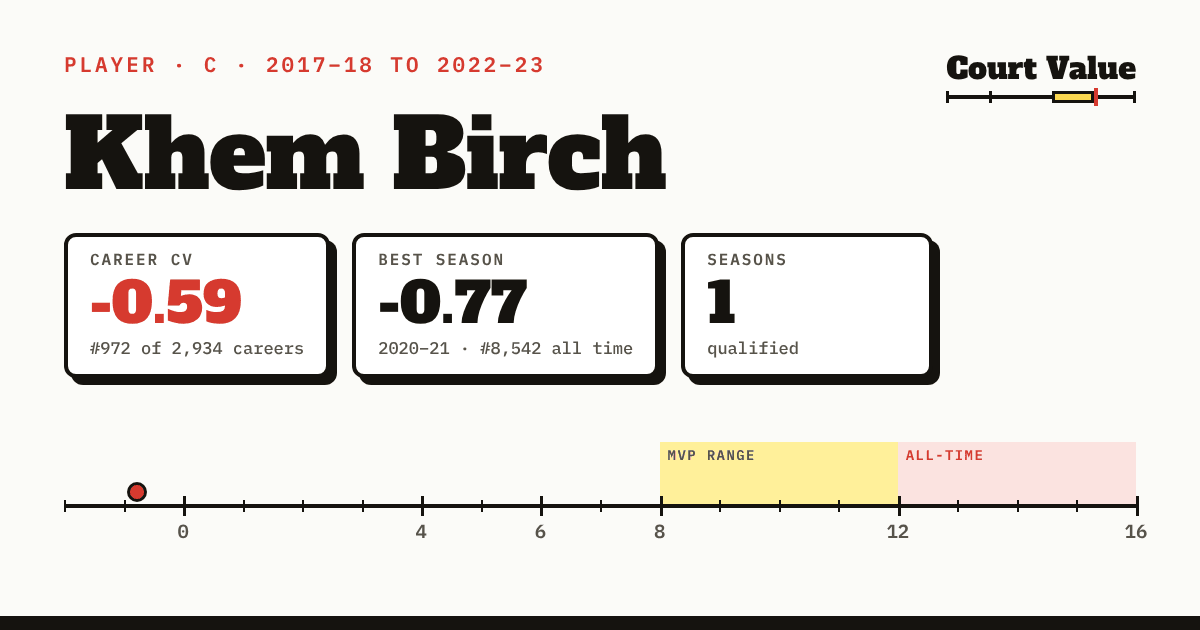 PLAYER · C · 2017–18 TO 2022–23
Court Value
Khem Birch
CAREER CV
-0.59
#972 of 2,934 careers
BEST SEASON
-0.77
2020–21 · #8,542 all time
SEASONS
1
qualified
MVP RANGE
ALL-TIME
0 4 6 8 12 16